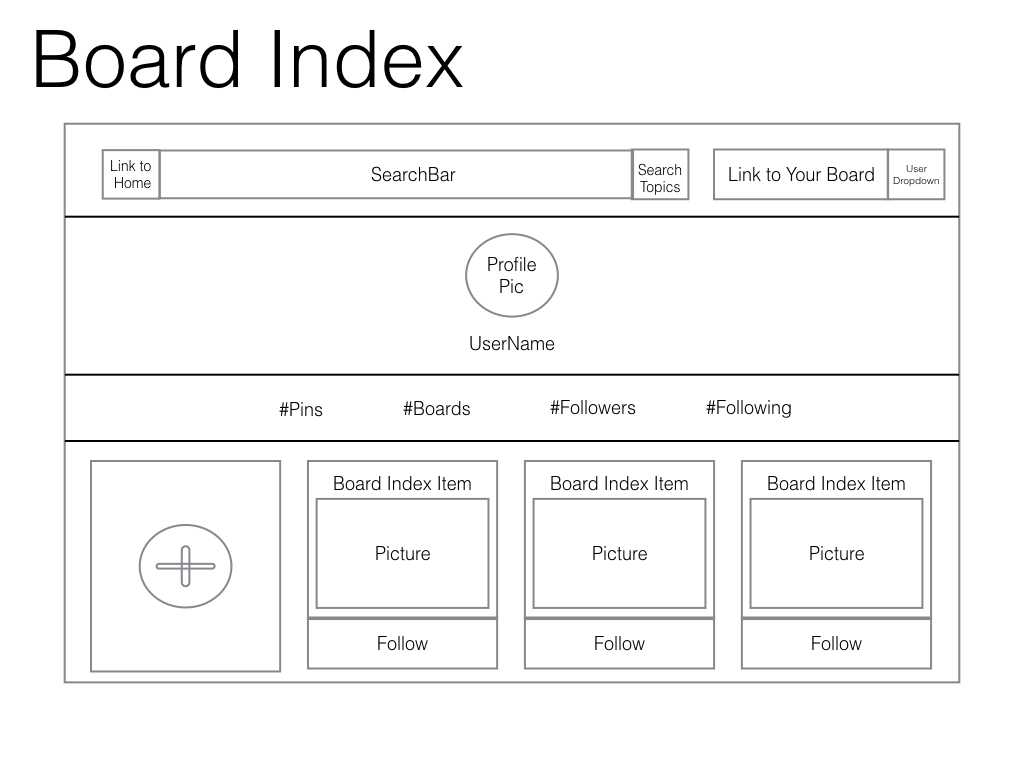 Board Index
Link to
Home
SearchBar
Search
Topics
Link to Your Board
User
Dropdown
Profile
Pic
UserName
#Pins
#Boards
#Followers
#Following
Board Index Item
Picture
Follow
Board Index Item
Picture
Follow
Board Index Item
Picture
Follow